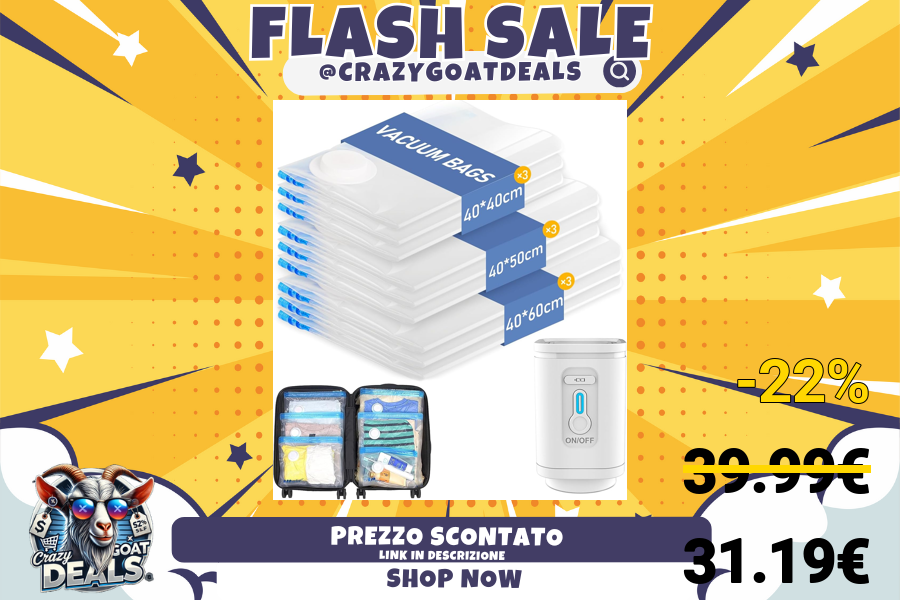 FLASH SALE
@CRAZYGOATDEALS
VACUUM BAGS
×3
40*40cm
×3
40*50cm
×3
40*60cm
ON/OFF
-22%
39.99€
31.19€
PREZZO SCONTATO
LINK IN DESCRIZIONE
SHOP NOW
$
52%
Crazy
GOAT
DEALS